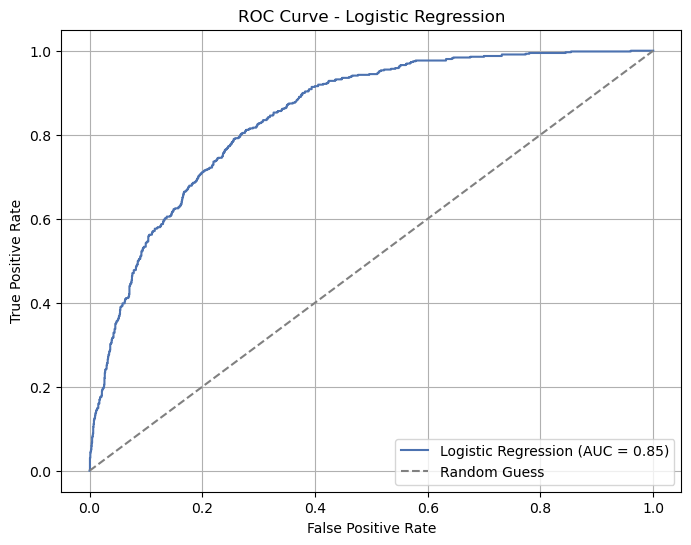 ROC Curve - Logistic Regression
True Positive Rate
1.0
0.8
0.6
0.4
0.2
0.0
Logistic Regression (AUC = 0.85)
Random Guess
0.0 0.2 0.4 0.6 0.8 1.0
False Positive Rate